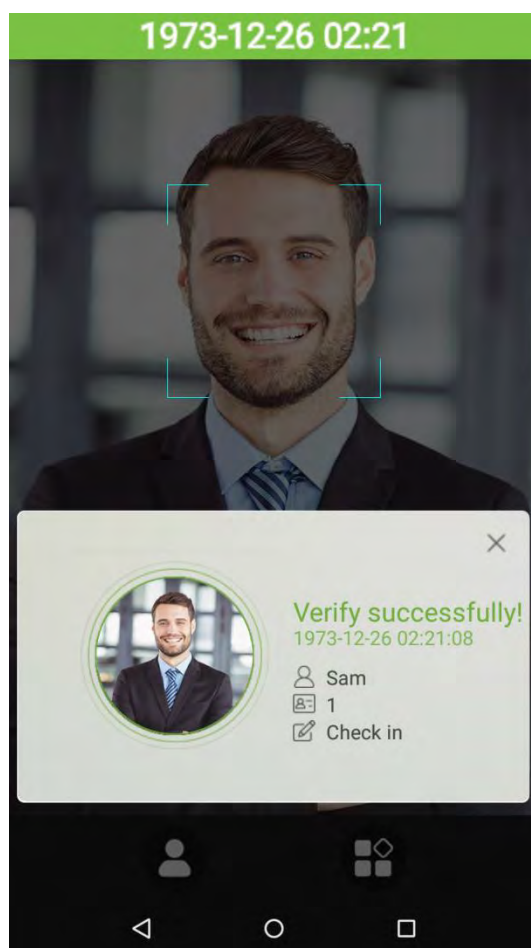 1973-12-26 02:21
Verify successfully!
1973-12-26 02:21:08
Sam
1
Check in